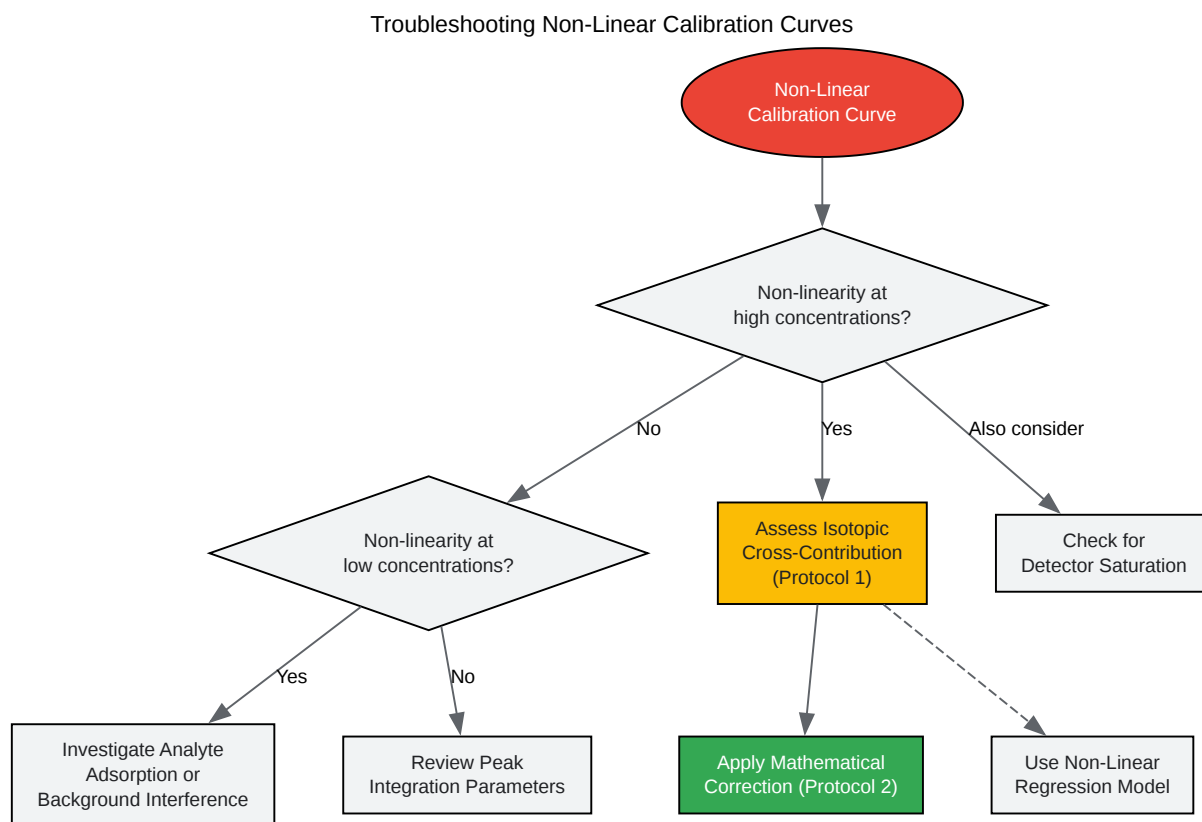 Troubleshooting Non-Linear Calibration Curves
Non-Linear
Calibration Curve
Non-linearity at
high concentrations?
No
Yes
Also consider
Non-linearity at
low concentrations?
Assess Isotopic
Cross-Contribution
(Protocol 1)
Check for
Detector Saturation
Yes
No
Investigate Analyte
Adsorption or
Background Interference
Review Peak
Integration Parameters
Apply Mathematical
Correction (Protocol 2)
Use Non-Linear
Regression Model